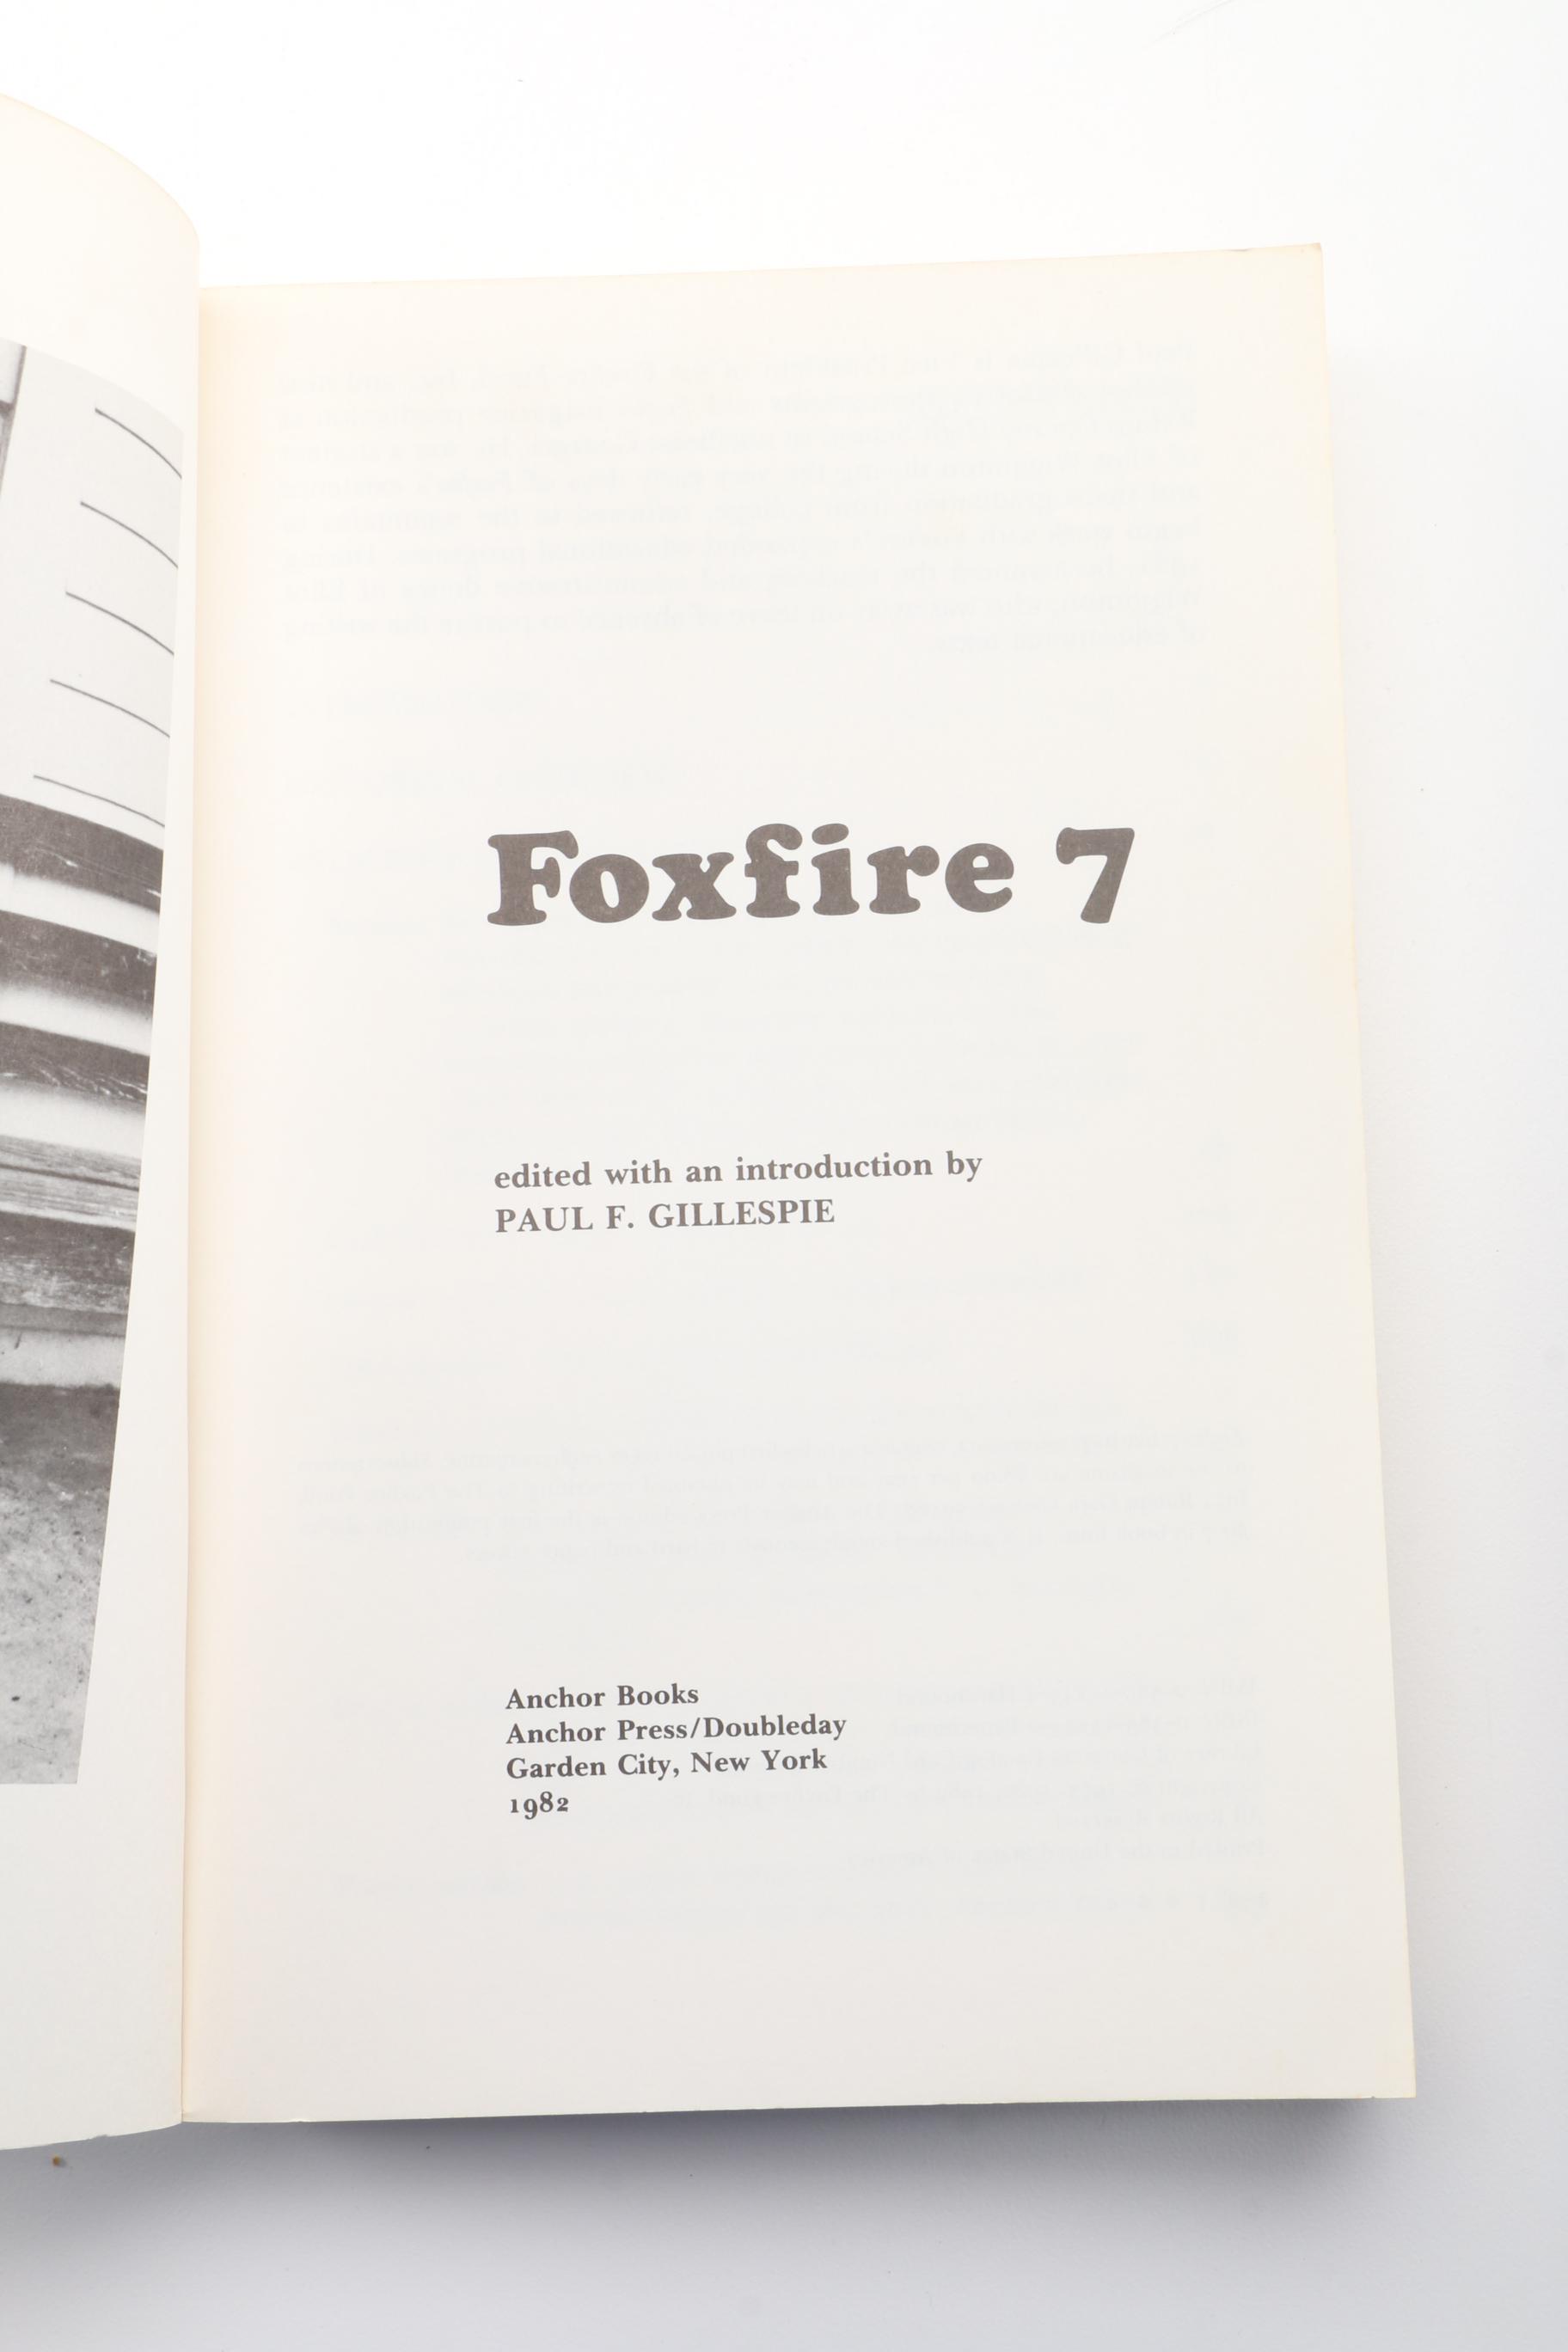 Foxfire 7
edited with an introduction by
PAUL F. GILLESPIE
Anchor Books
Anchor Press/Doubleday
Garden City, New York
1982